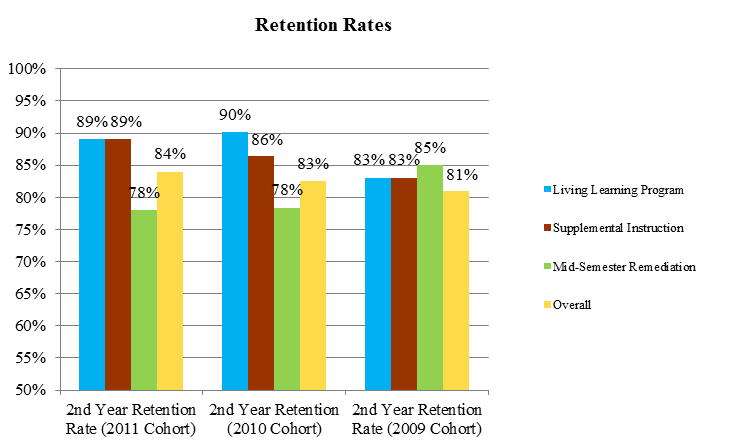 Retention Rates
100%
95%
90%
85%
80%
75%
70%
65%
60%
55%
50%
89% 89%
78%
84%
90%
86%
78%
83%
83% 83%
85%
81%
2nd Year Retention
Rate (2011 Cohort)
2nd Year Retention
(2010 Cohort)
2nd Year Retention
Rate (2009 Cohort)
Living Learning Program
Supplemental Instruction
Mid-Semester Remediation
Overall